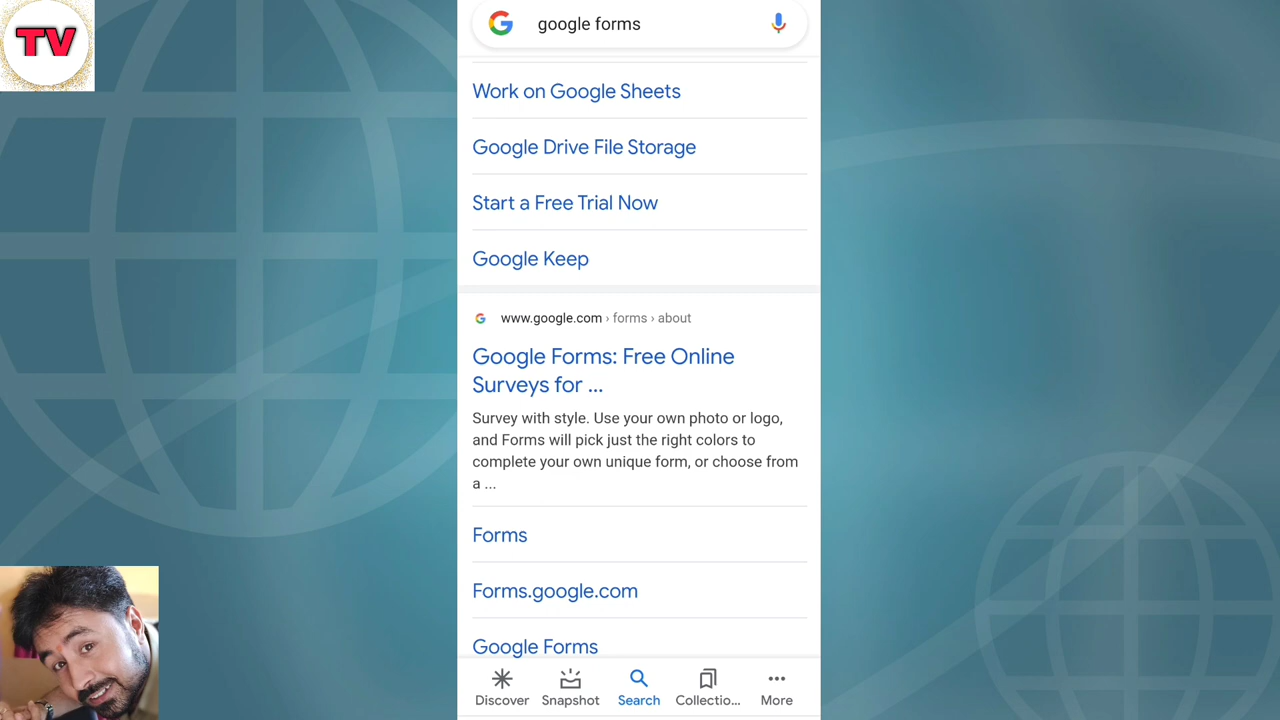 TV
google forms
Work on Google Sheets
Google Drive File Storage
Start a Free Trial Now
Google Keep
www.google.com › forms › about
Google Forms: Free Online
Surveys for ...
Survey with style. Use your own photo or logo,
and Forms will pick just the right colors to
complete your own unique form, or choose from
a ...
Forms
Forms.google.com
Google Forms
Discover Snapshot Search Collectio... More